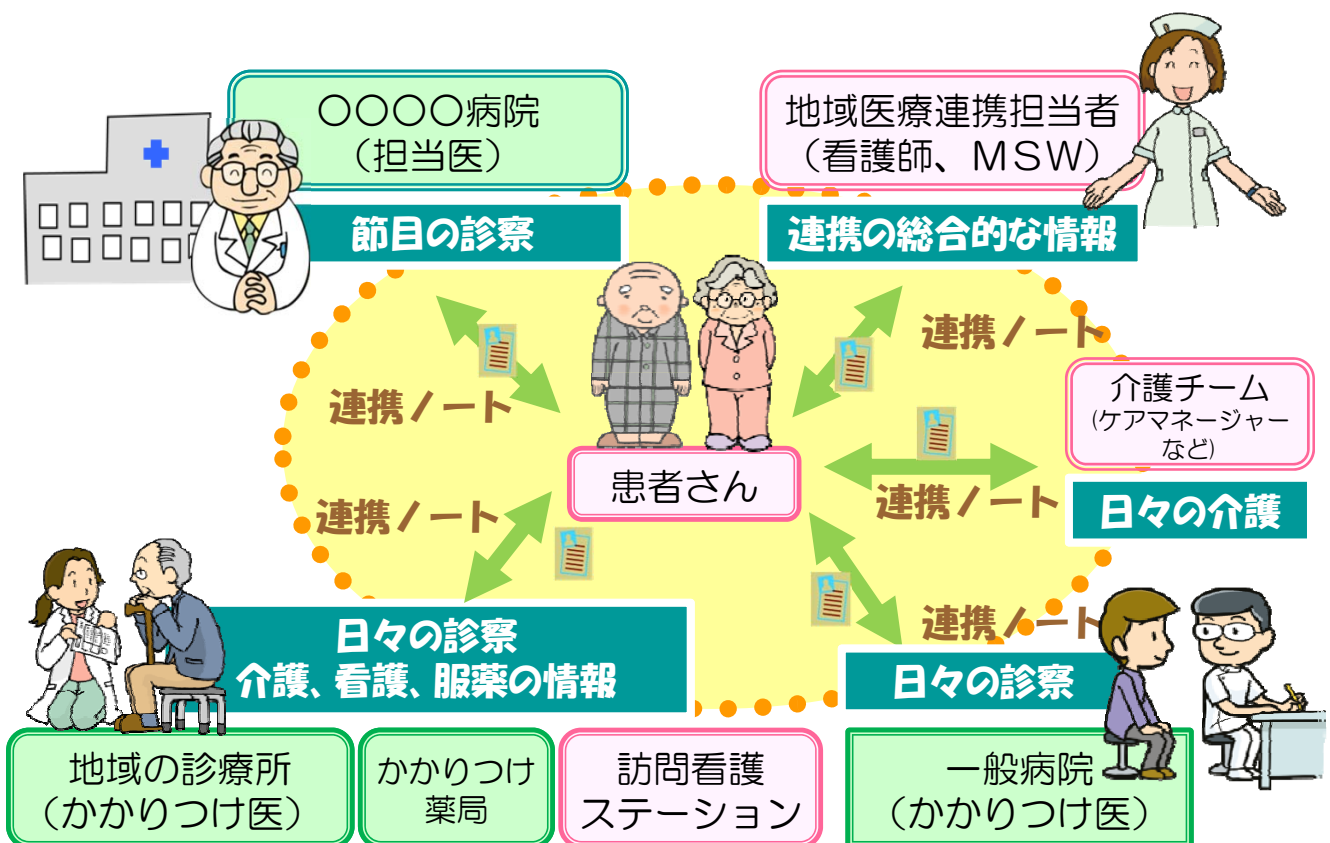 〇〇〇〇病院
（担当医）
節目の診察
地域医療連携担当者
（看護師、ＭＳＷ）
連携の総合的な情報
連携ノート
連携ノート
介護チーム
(ケアマネージャー
など)
患者さん
連携ノート
連携ノート
日々の介護
連携ノート
日々の診察
介護、看護、服薬の情報
日々の診察
地域の診療所
（かかりつけ医）
かかりつけ
薬局
訪問看護
ステーション
一般病院
（かかりつけ医）